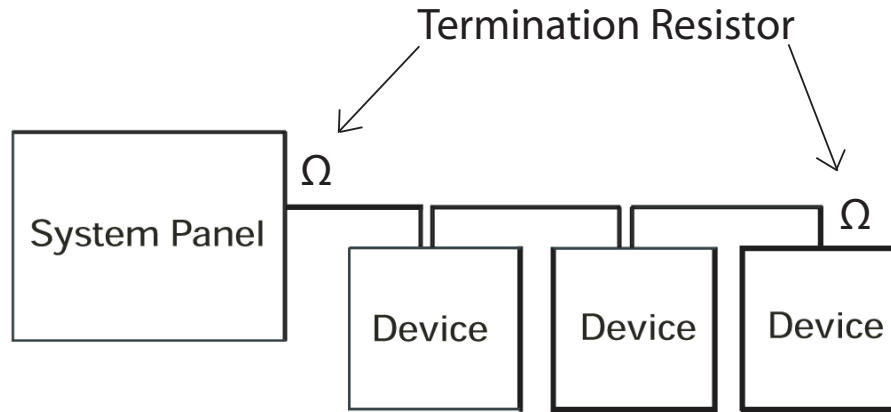 Termination Resistor
Ω
System Panel
Ω
Device
Device
Device